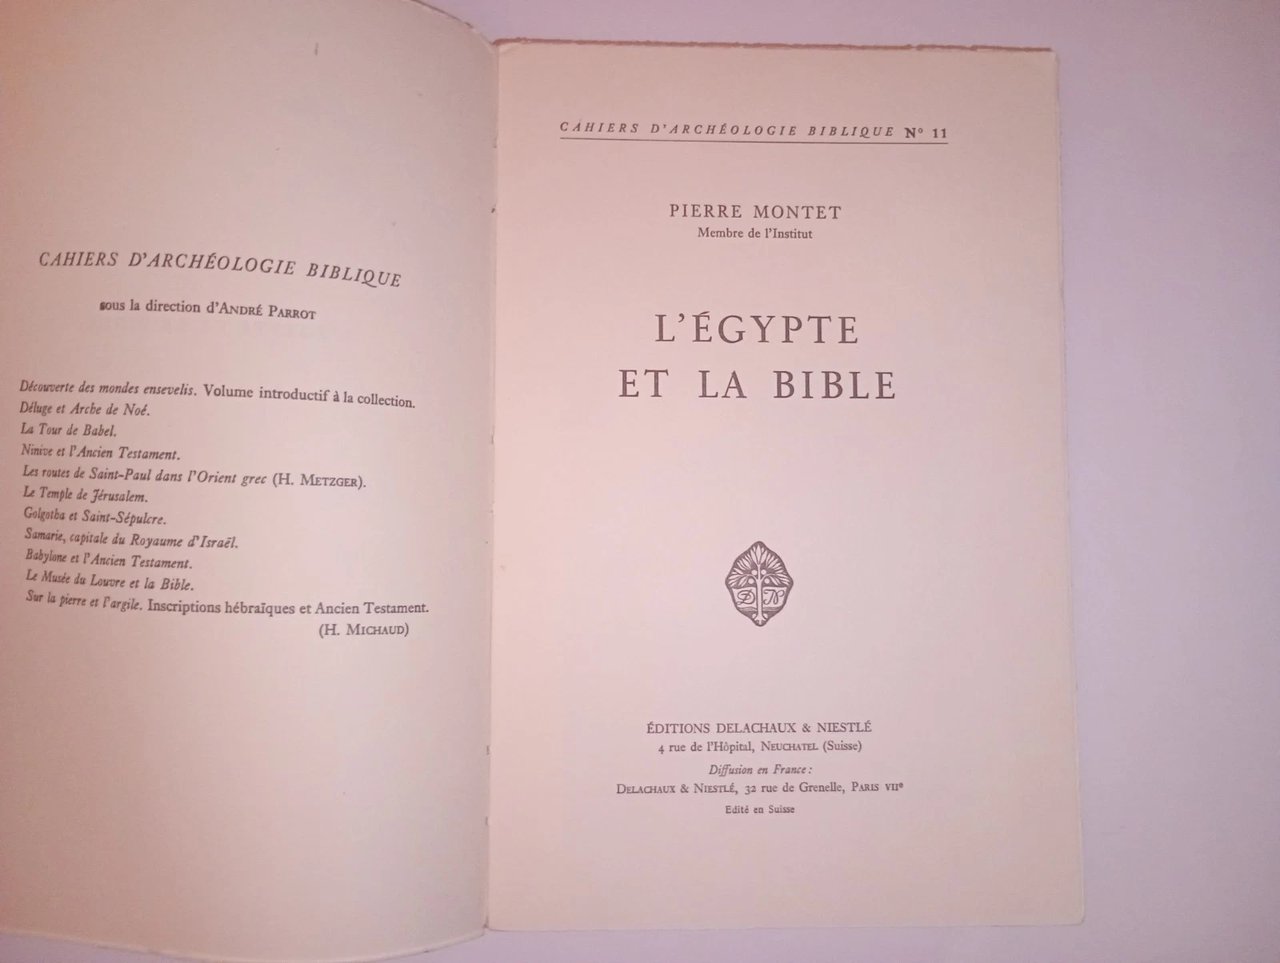 CAHIERS D'ARCHÉOLOGIE BIBLIQUE
sous la direction d'ANDRÉ PARROT
Découverte des mondes ensevelis. Volume introductif à la collection.
Déluge et Arche de Noé.
La Tour de Babel.
Ninive et l'Ancien Testament.
Les routes de Saint-Paul dans l'Orient grec (H. METZGER).
Le Temple de Jérusalem.
Golgotha et Saint-Sépulcre.
Samarie, capitale du Royaume d'Israël.
Babylone et l'Ancien Testament.
Le Musée du Louvre et la Bible.
Sur la pierre et l'argile. Inscriptions hébraïques et Ancien Testament.
(H. MICHAUD)
CAHIERS D'ARCHÉOLOGIE BIBLIQUE N° 11
PIERRE MONTET
Membre de l'Institut
L'ÉGYPTE
ET LA BIBLE
D N
ÉDITIONS DELACHAUX & NIESTLÉ
4 rue de l'Hôpital, NEUCHATEL (Suisse)
Diffusion en France :
DELACHAUX & NIESTLÉ, 32 rue de Grenelle, PARIS VIIe
Edité en Suisse